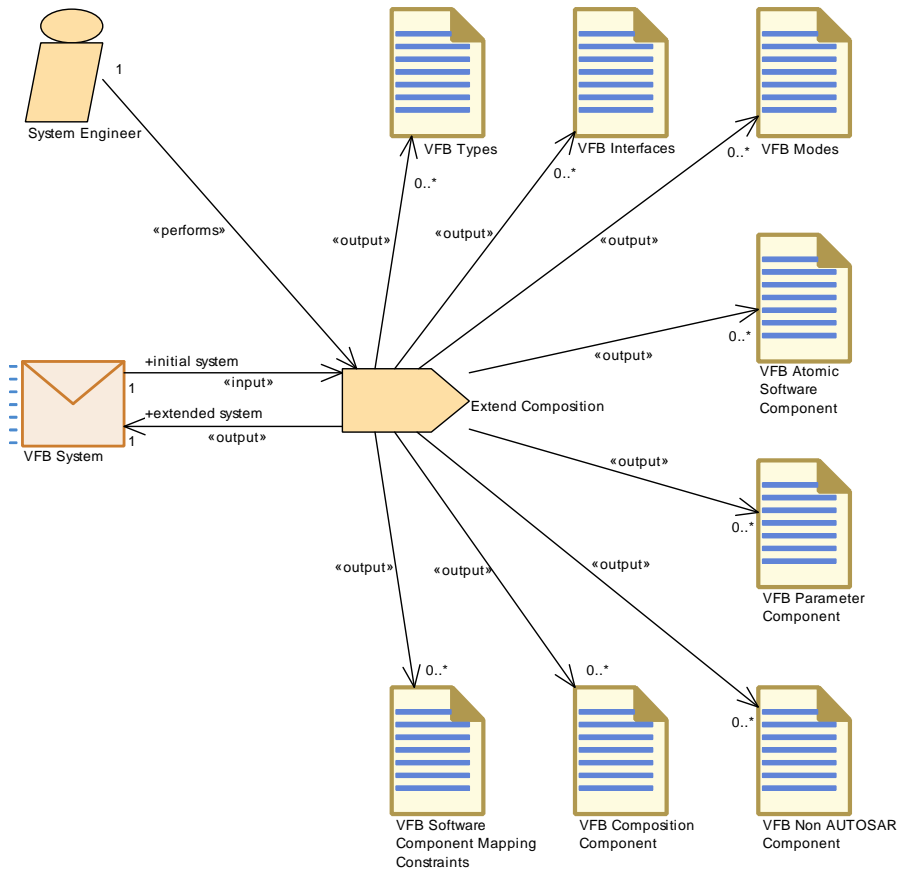 1
System Engineer
VFB Types
VFB Interfaces
VFB Modes
0..*
0..*
0..*
«performs»
«output»
«output»
«output»
«output»
0..*
VFB Atomic
Software
Component
+initial system
«input»
1
+extended system
«output»
1
VFB System
Extend Composition
«output»
0..*
VFB Parameter
Component
«output»
«output»
«output»
0..*
0..*
0..*
VFB Software
Component Mapping
Constraints
VFB Composition
Component
VFB Non AUTOSAR
Component